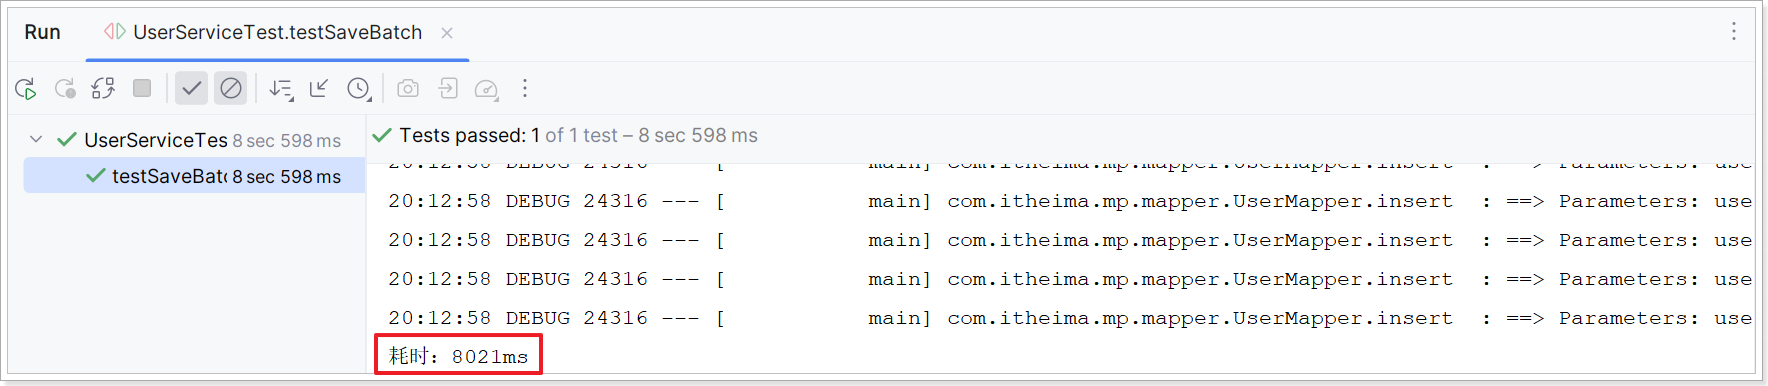 Run UserServiceTest.testSaveBatch
UserServiceTes 8 sec 598 ms
testSaveBatc 8 sec 598 ms
Tests passed: 1 of 1 test – 8 sec 598 ms
20:12:58 DEBUG 24316 --- [           main] com.itheima.mp.mapper.UserMapper.insert  : ==> Parameters: use
20:12:58 DEBUG 24316 --- [           main] com.itheima.mp.mapper.UserMapper.insert  : ==> Parameters: use
20:12:58 DEBUG 24316 --- [           main] com.itheima.mp.mapper.UserMapper.insert  : ==> Parameters: use
20:12:58 DEBUG 24316 --- [           main] com.itheima.mp.mapper.UserMapper.insert  : ==> Parameters: use
耗时：8021ms